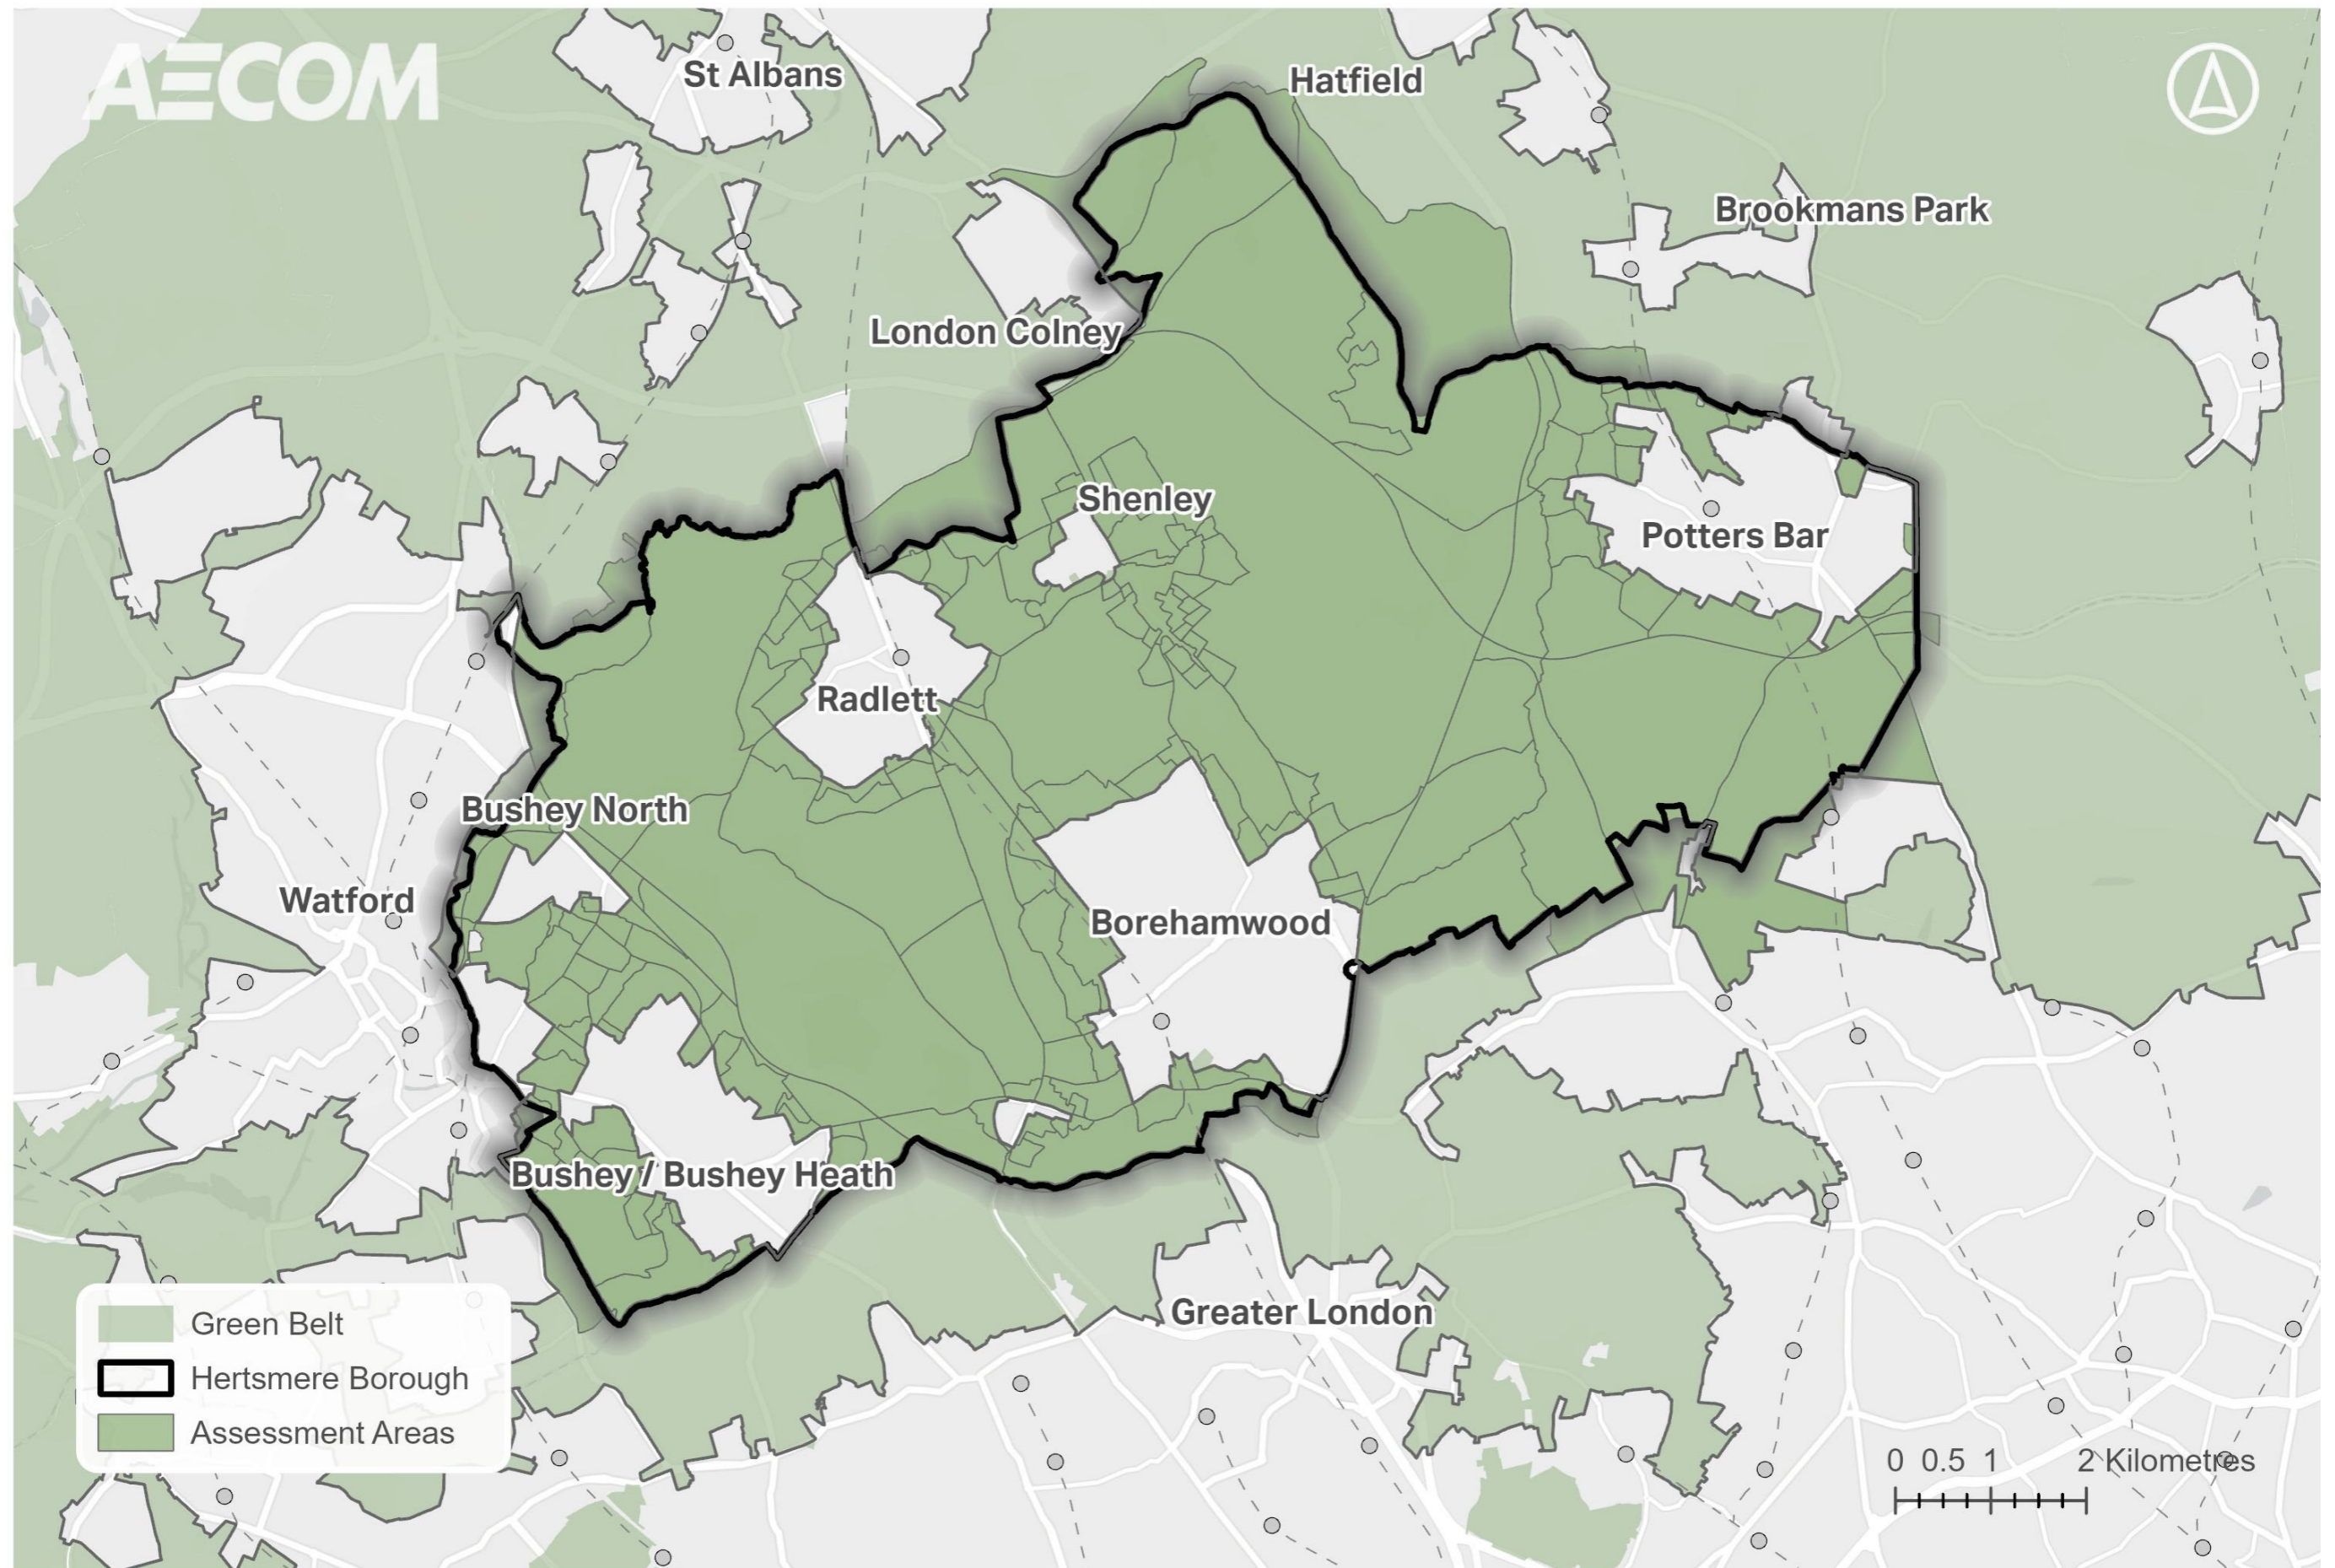 AECOM
St Albans
Hatfield
Brookmans Park
London Colney
Shenley
Potters Bar
Radlett
Bushey North
Watford
Borehamwood
Bushey / Bushey Heath
Greater London
Green Belt
Hertsmere Borough
Assessment Areas
0 0.5 1 2 Kilometres